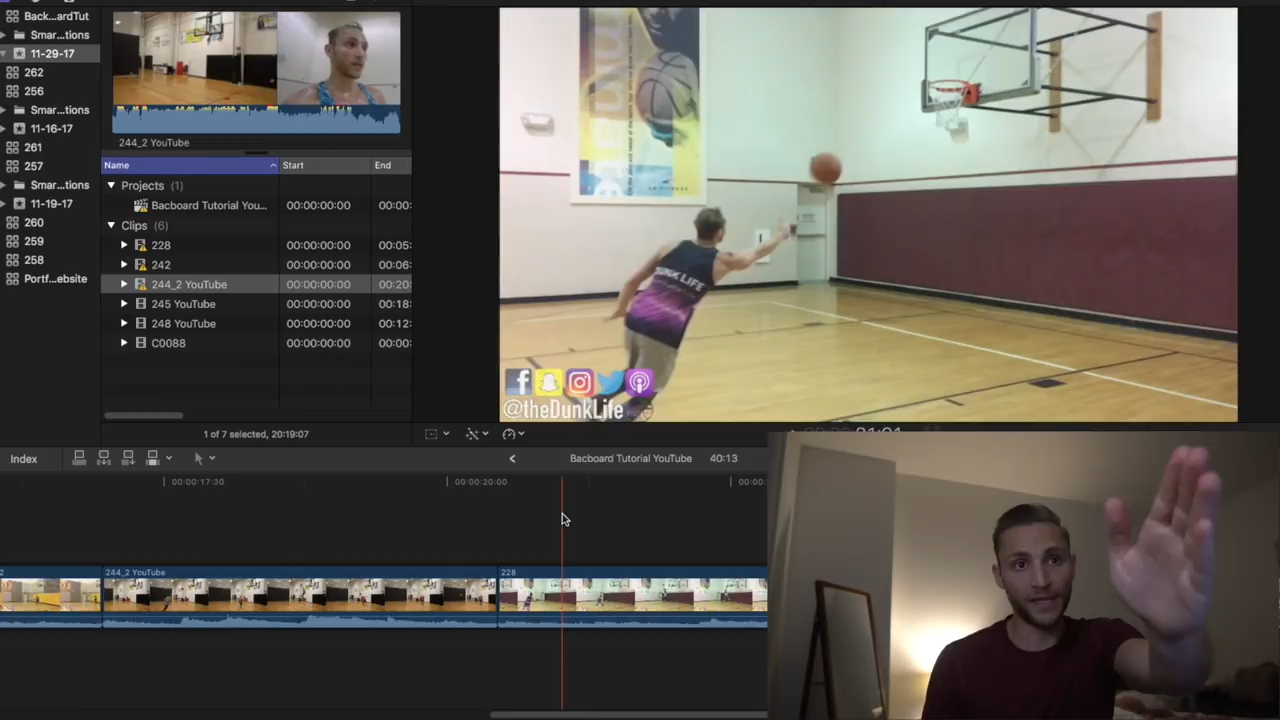 Back...ardTut
Smar...tions
11-29-17
262
256
Smar...tions
11-16-17
261
257
Smar...tions
11-19-17
260
259
258
Portf...ebsite
244_2 YouTube
Name Start End
Projects (1)
Bacboard Tutorial You... 00:00:00:00 00:00:
Clips (6)
228 00:00:00:00 00:05:
242 00:00:00:00 00:06:
244_2 YouTube 00:00:00:00 00:20:
245 YouTube 00:00:00:00 00:18:
248 YouTube 00:00:00:00 00:12:
C0088 00:00:00:00 00:00:
1 of 7 selected, 20:19:07
DUNK LIFE
@theDunkLife
Index
Bacboard Tutorial YouTube 40:13
00:00:17:30 00:00:20:00 00:00:
2 244_2 YouTube 228